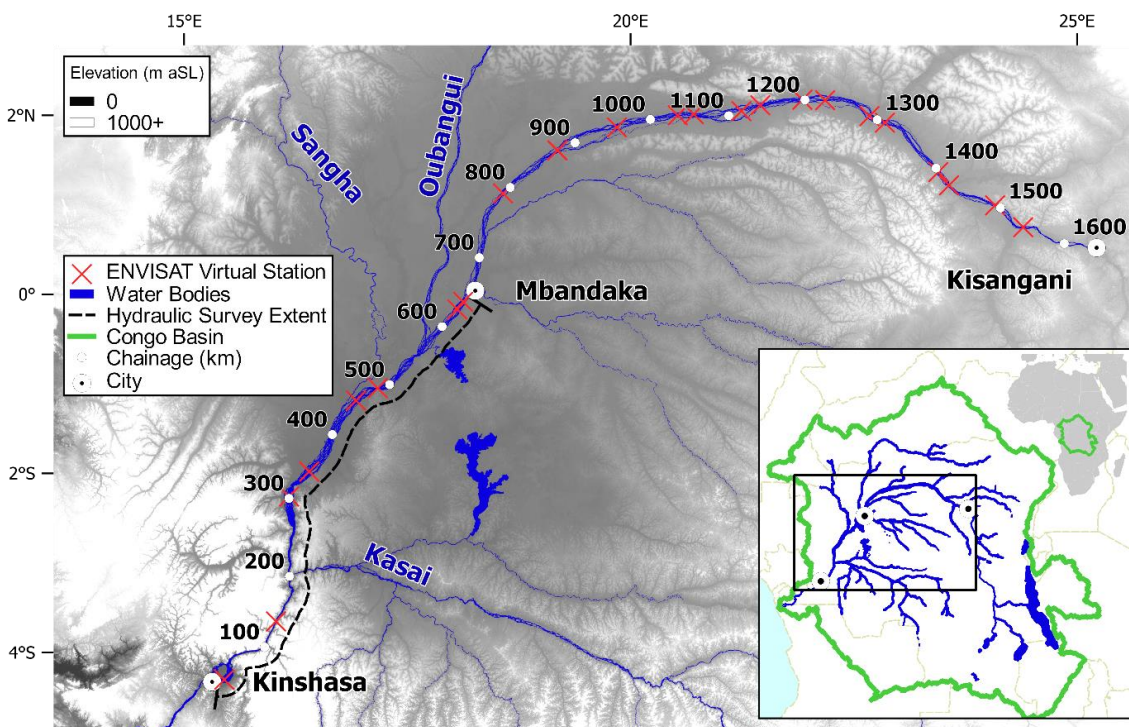 15°E
20°E
25°E
Elevation (m aSL)
0
1000+
2°N
0°
2°S
4°S
Sangha
Oubangui
1000
1100
1200
1300
900
800
1400
1500
1600
700
Kisangani
ENVISAT Virtual Station
Water Bodies
Hydraulic Survey Extent
Congo Basin
Chainage (km)
City
Mbandaka
600
500
400
300
200
Kasai
100
Kinshasa